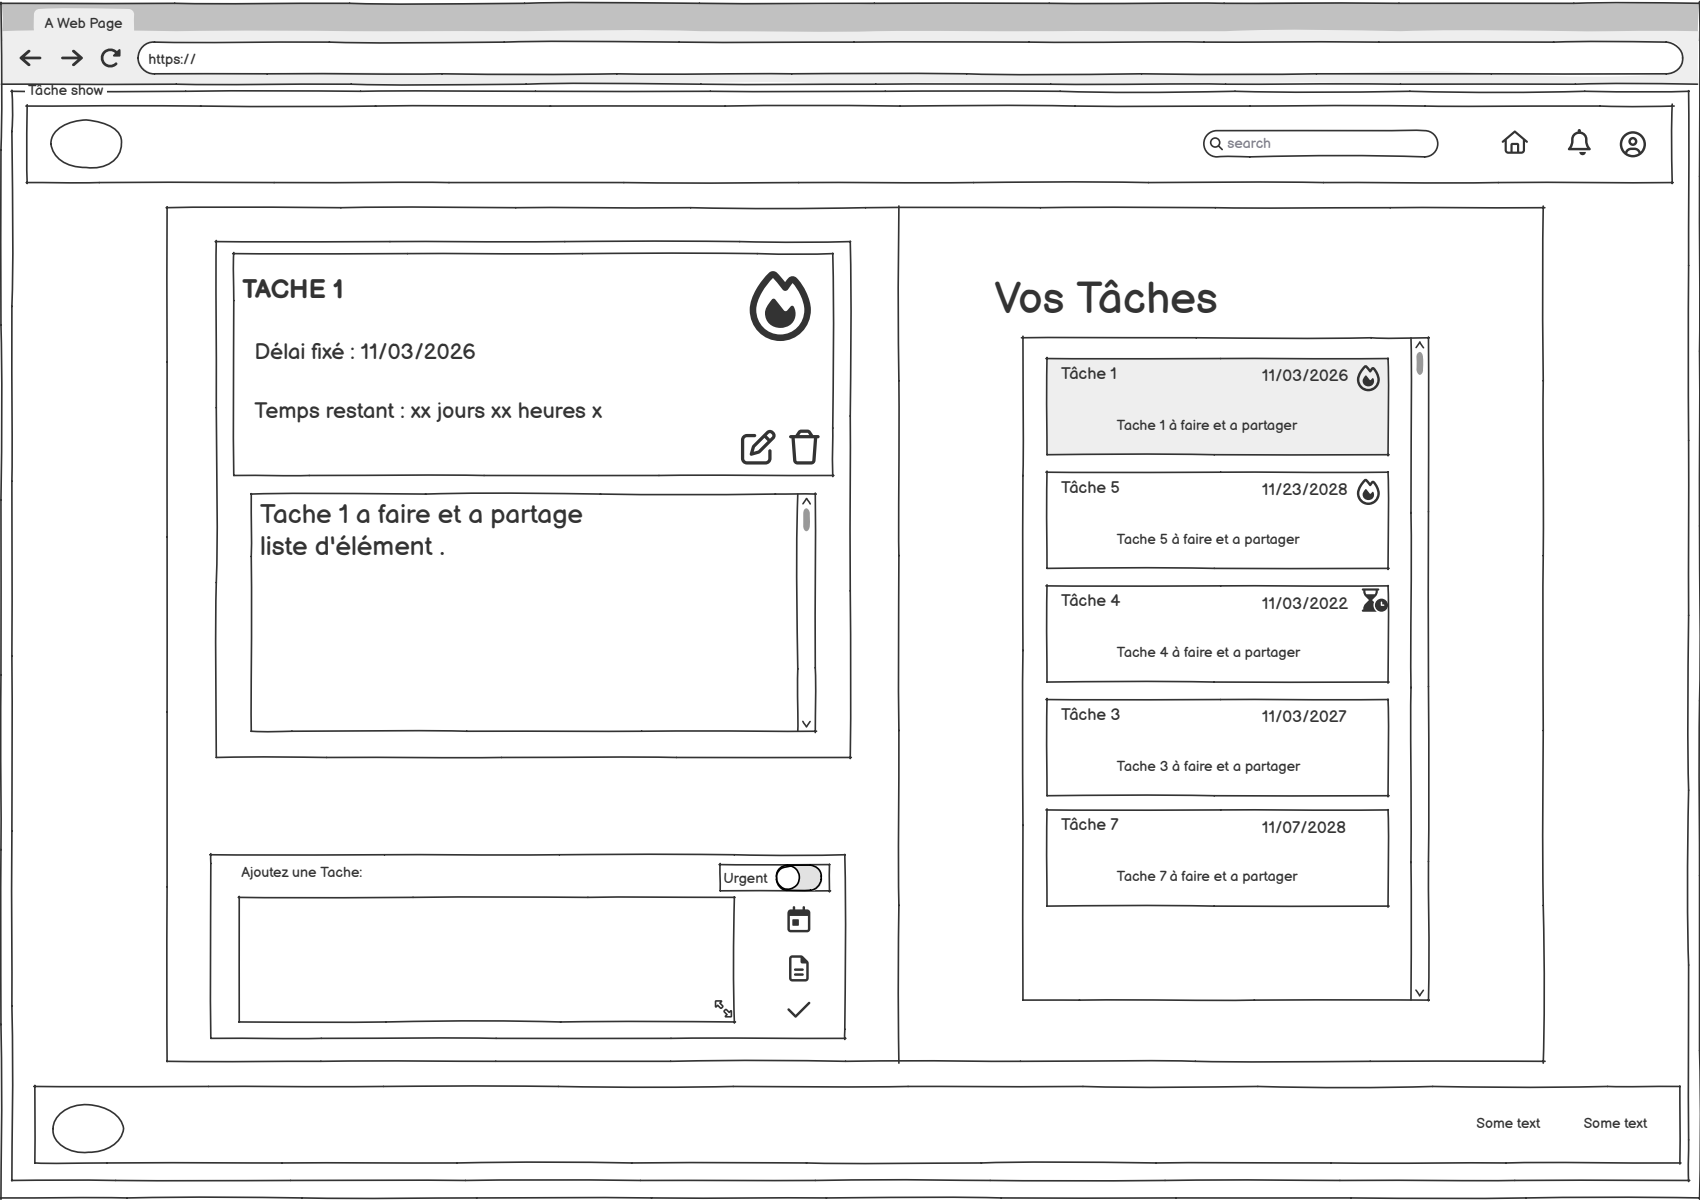 A Web Page
https://
Tâche show
search
TACHE 1
Délai fixé : 11/03/2026
Temps restant : xx jours xx heures x
Tache 1 a faire et a partage
liste d'élément .
Ajoutez une Tache:
Urgent
Vos Tâches
Tâche 1 11/03/2026
Tache 1 à faire et a partager
Tâche 5 11/23/2028
Tache 5 à faire et a partager
Tâche 4 11/03/2022
Tache 4 à faire et a partager
Tâche 3 11/03/2027
Tache 3 à faire et a partager
Tâche 7 11/07/2028
Tache 7 à faire et a partager
Some text Some text